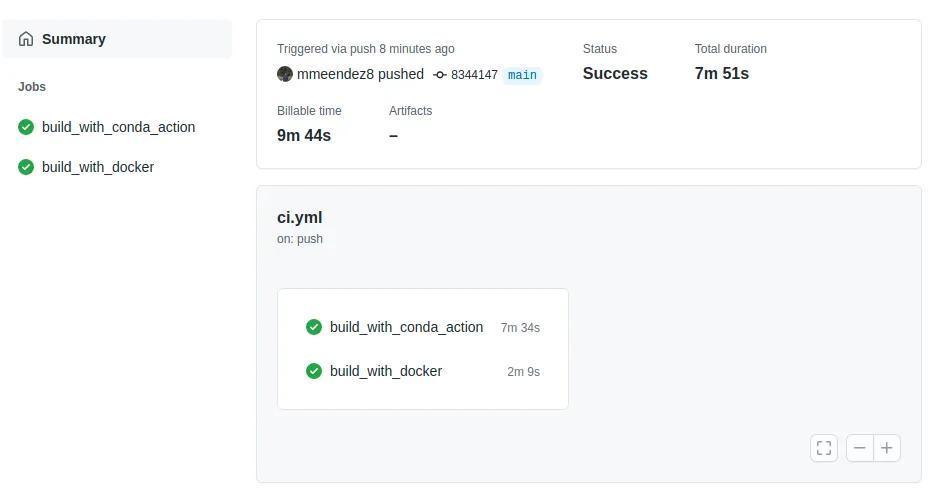 Summary
Jobs
build_with_conda_action
build_with_docker
Triggered via push 8 minutes ago
mmeendez8 pushed 8344147 main
Status
Success
Total duration
7m 51s
Billable time
9m 44s
Artifacts
–
ci.yml
on: push
build_with_conda_action 7m 34s
build_with_docker 2m 9s